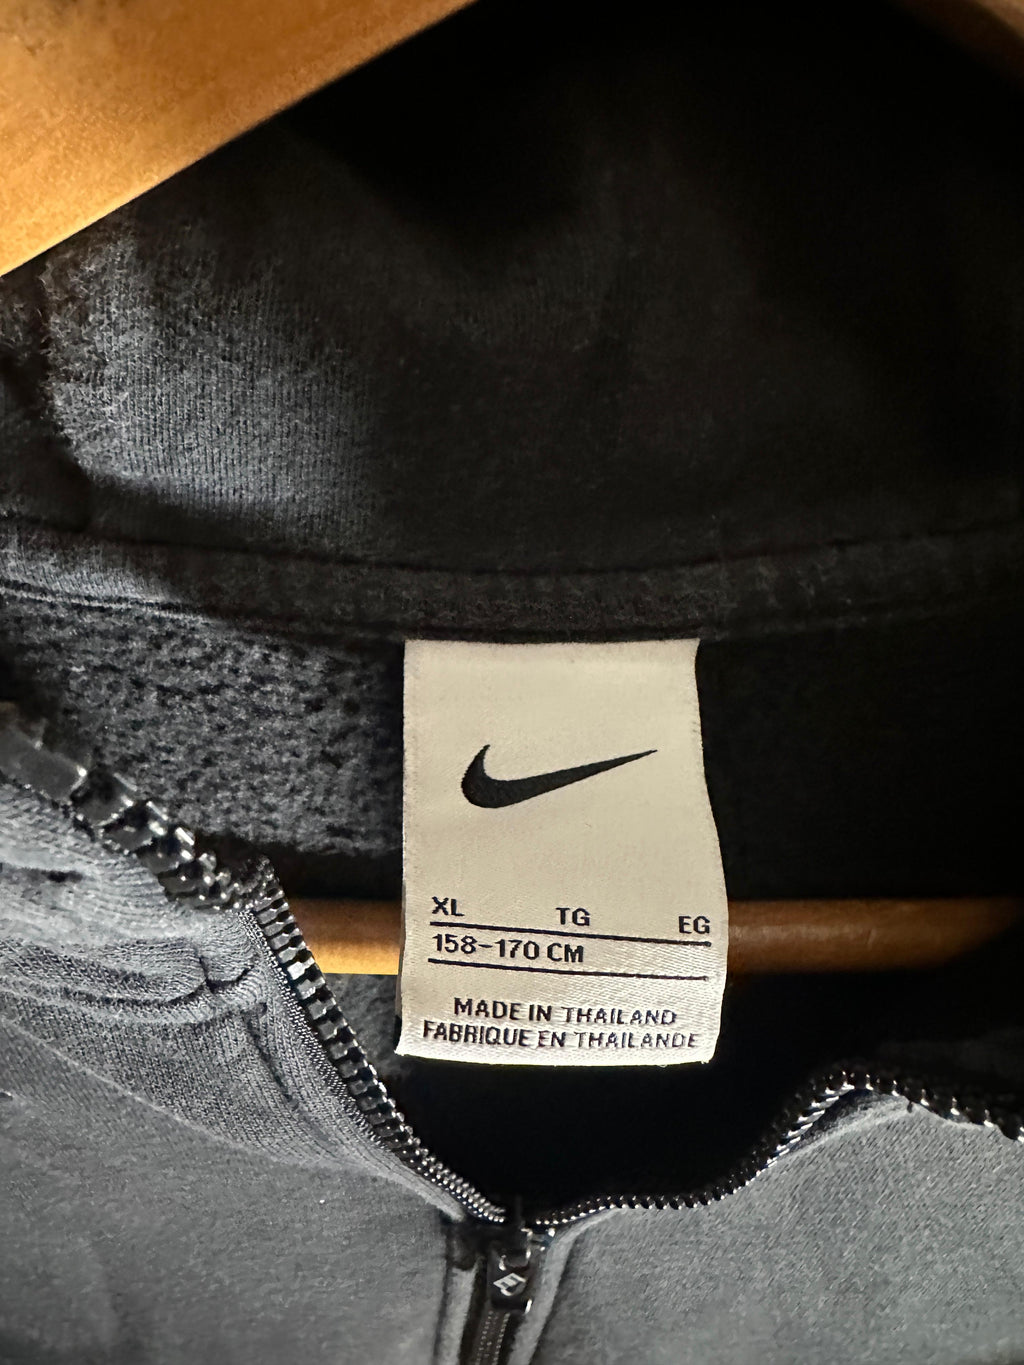 XL TG EG
158-170 CM
MADE IN THAILAND
FABRIQUE EN THAILANDE